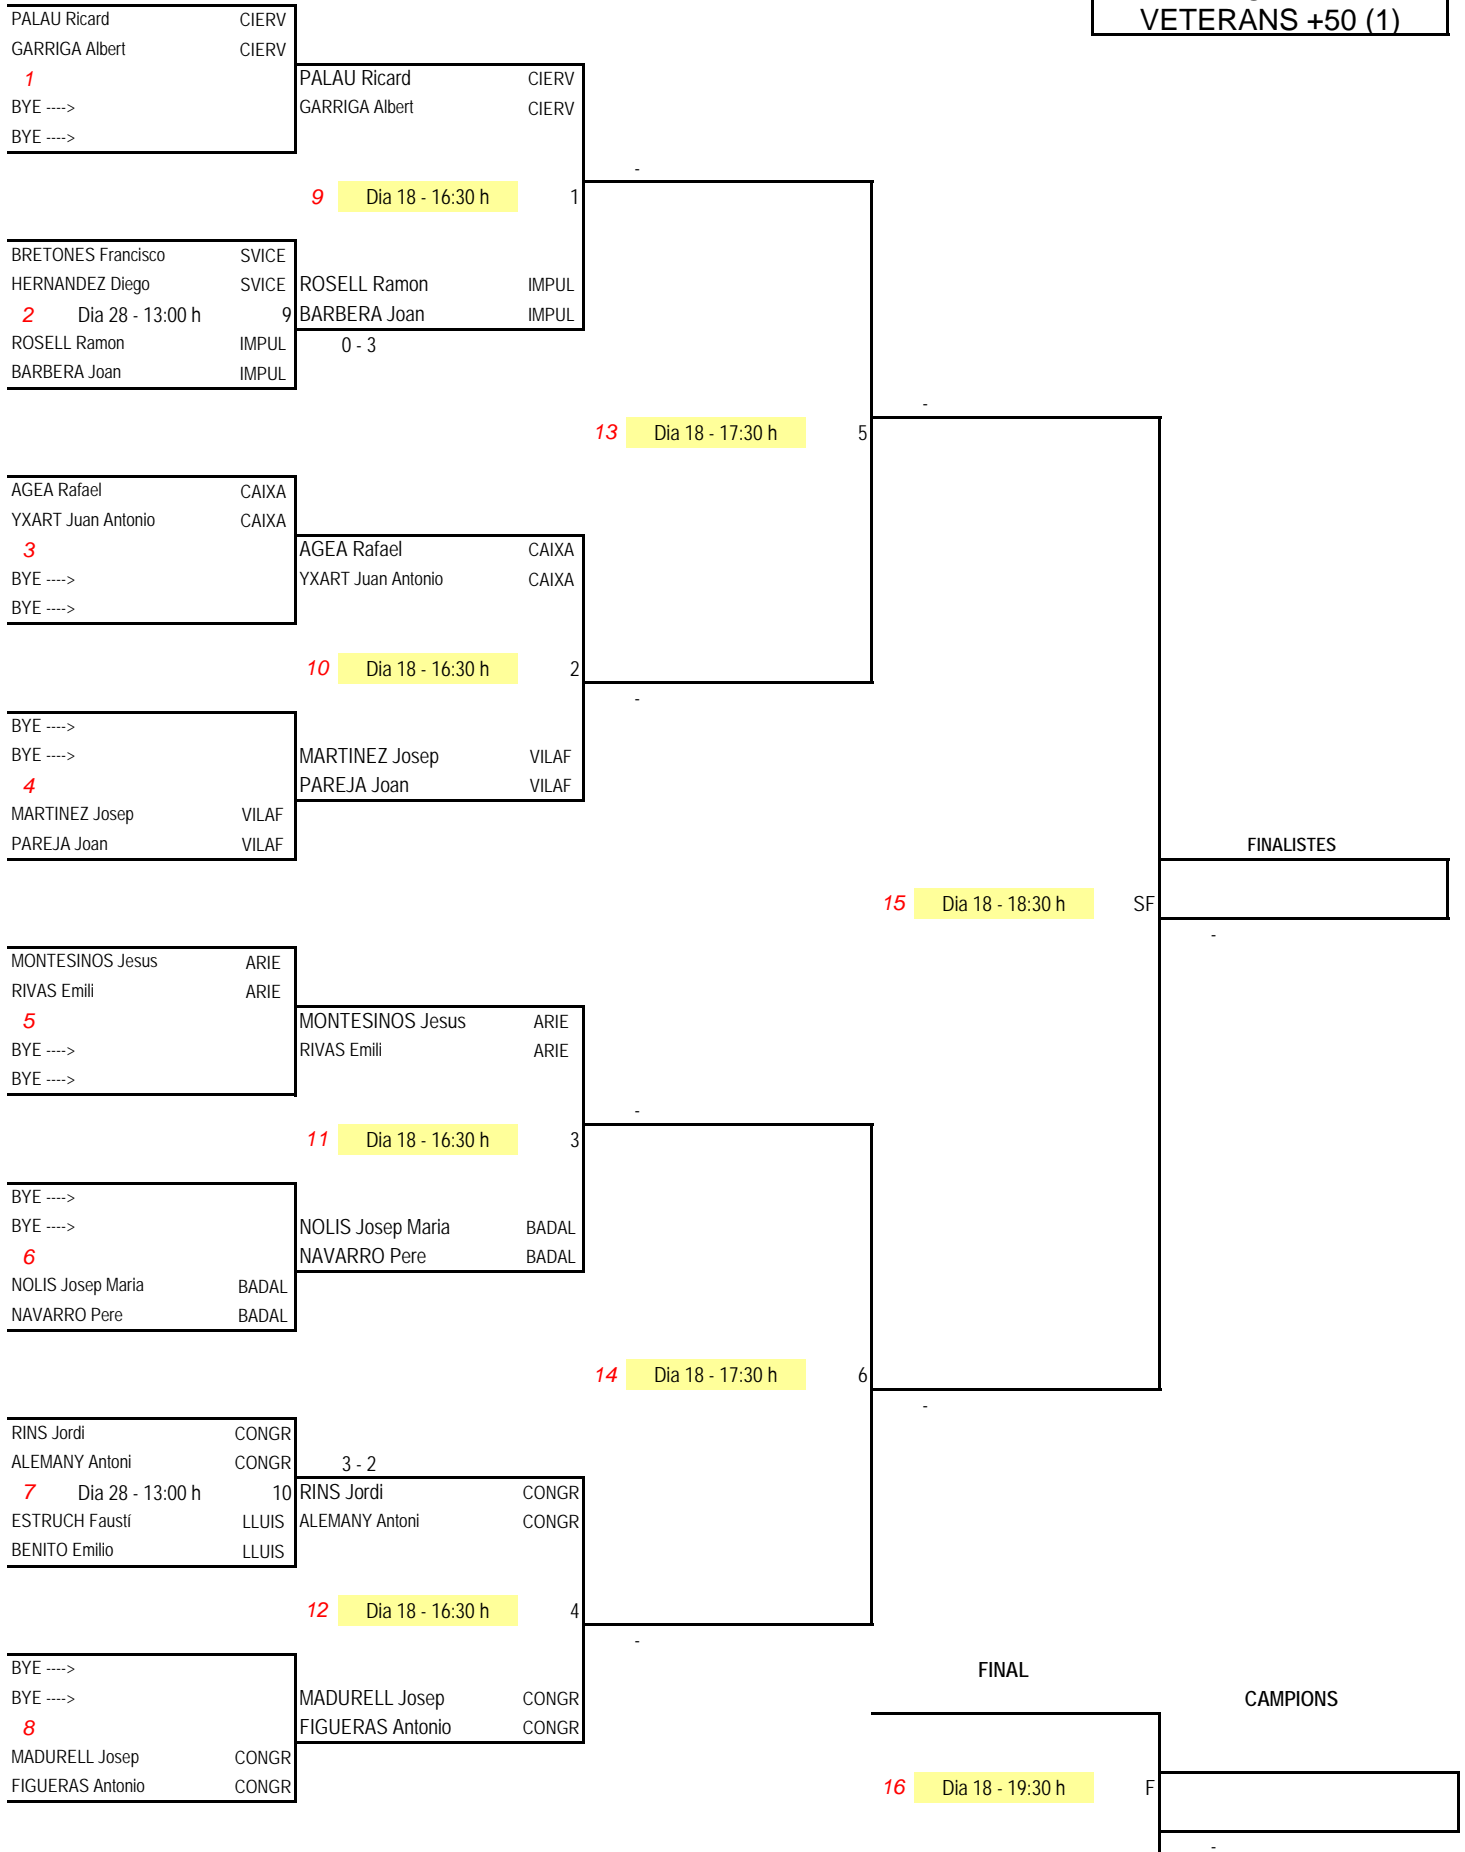 VETERANS +50 (1)
PALAU Ricard CIERV
GARRIGA Albert CIERV
1
BYE ---->
BYE ---->
PALAU Ricard CIERV
GARRIGA Albert CIERV
-
9 Dia 18 - 16:30 h 1
BRETONES Francisco SVICE
HERNANDEZ Diego SVICE
2 Dia 28 - 13:00 h 9
ROSELL Ramon IMPUL
BARBERA Joan IMPUL
ROSELL Ramon IMPUL
BARBERA Joan IMPUL
0 - 3
-
13 Dia 18 - 17:30 h 5
AGEA Rafael CAIXA
YXART Juan Antonio CAIXA
3
BYE ---->
BYE ---->
AGEA Rafael CAIXA
YXART Juan Antonio CAIXA
10 Dia 18 - 16:30 h 2
-
BYE ---->
BYE ---->
4
MARTINEZ Josep VILAF
PAREJA Joan VILAF
MARTINEZ Josep VILAF
PAREJA Joan VILAF
FINALISTES
15 Dia 18 - 18:30 h SF
-
MONTESINOS Jesus ARIE
RIVAS Emili ARIE
5
BYE ---->
BYE ---->
MONTESINOS Jesus ARIE
RIVAS Emili ARIE
-
11 Dia 18 - 16:30 h 3
BYE ---->
BYE ---->
6
NOLIS Josep Maria BADAL
NAVARRO Pere BADAL
NOLIS Josep Maria BADAL
NAVARRO Pere BADAL
14 Dia 18 - 17:30 h 6
-
RINS Jordi CONGR
ALEMANY Antoni CONGR
7 Dia 28 - 13:00 h 10
ESTRUCH Faustí LLUIS
BENITO Emilio LLUIS
3 - 2
RINS Jordi CONGR
ALEMANY Antoni CONGR
12 Dia 18 - 16:30 h 4
-
BYE ---->
BYE ---->
8
MADURELL Josep CONGR
FIGUERAS Antonio CONGR
MADURELL Josep CONGR
FIGUERAS Antonio CONGR
FINAL
CAMPIONS
16 Dia 18 - 19:30 h F
-